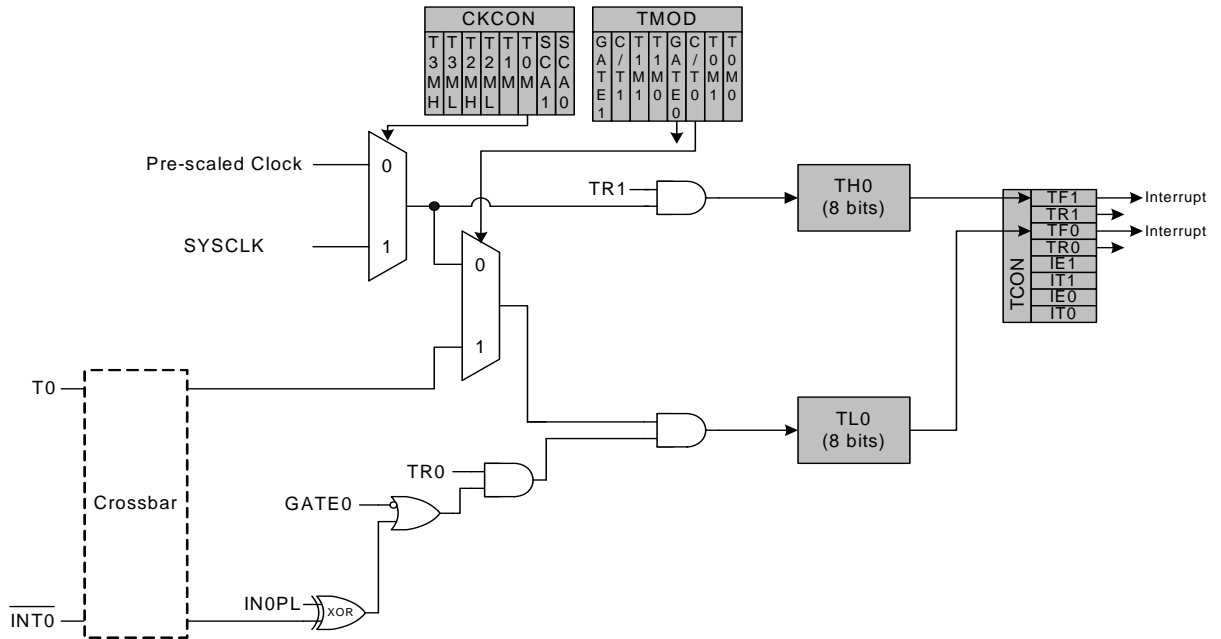 CKCON
T3MH
T3ML
T2MH
T2ML
T1M
T0M
SCA1
SCA0
TMOD
GATE1
C/T1
T1M1
T1M0
GATE0
C/T0
T0M1
T0M0
Pre-scaled Clock
0
SYSCLK
1
0
1
TR1
TH0
(8 bits)
TCON
TF1
TR1
TF0
TR0
IE1
IT1
IE0
IT0
Interrupt
Interrupt
T0
Crossbar
TL0
(8 bits)
TR0
GATE0
IN0PL
XOR
INT0